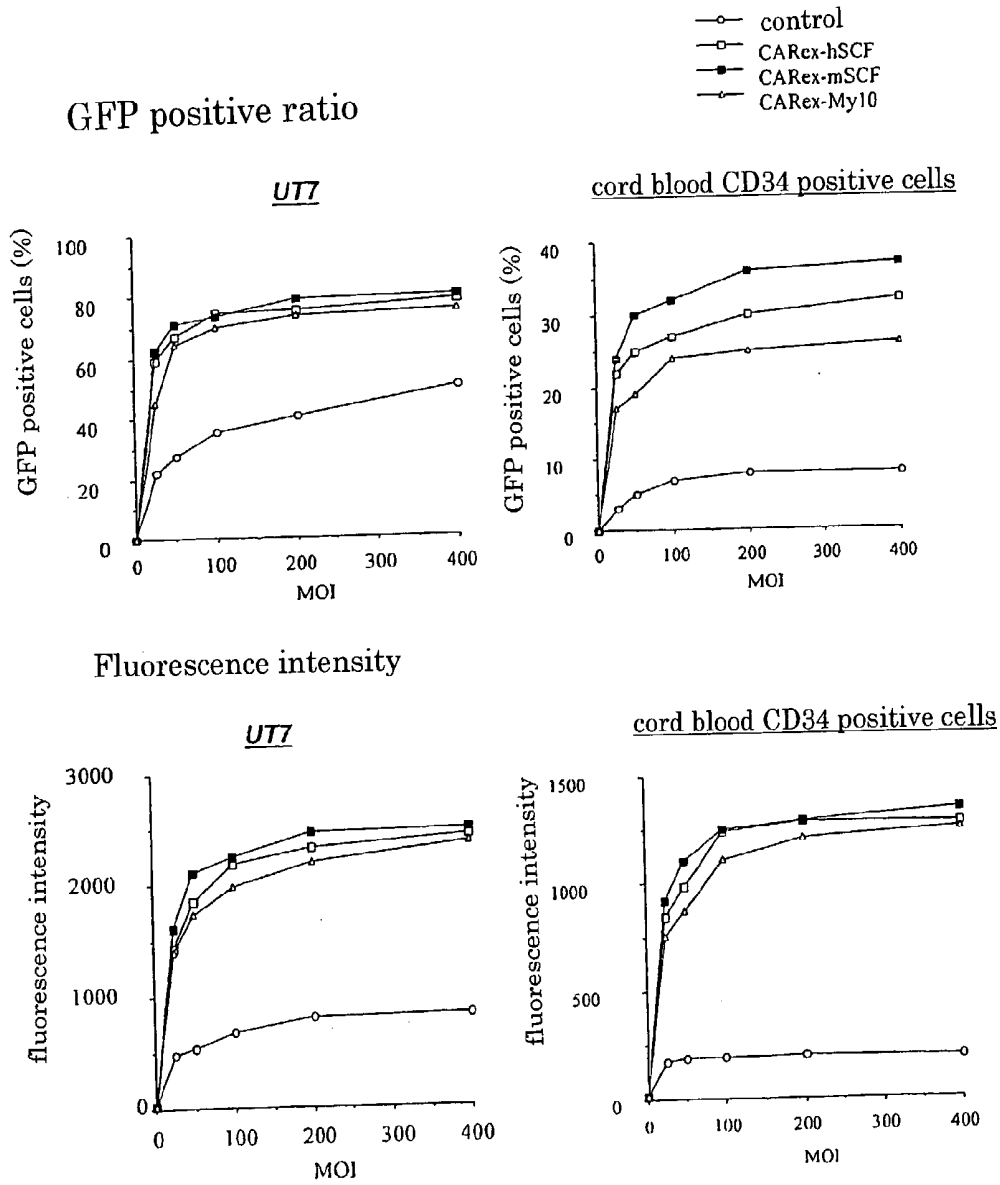 control
CARex-hSCF
CARex-mSCF
CARex-My10
GFP positive ratio
UT7
GFP positive cells (%)
100
80
60
40
20
0
0 100 200 300 400
MOI
cord blood CD34 positive cells
GFP positive cells (%)
40
30
20
10
0
0 100 200 300 400
MOI
Fluorescence intensity
UT7
fluorescence intensity
3000
2000
1000
0
0 100 200 300 400
MOI
cord blood CD34 positive cells
fluorescence intensity
1500
1000
500
0
0 100 200 300 400
MOI